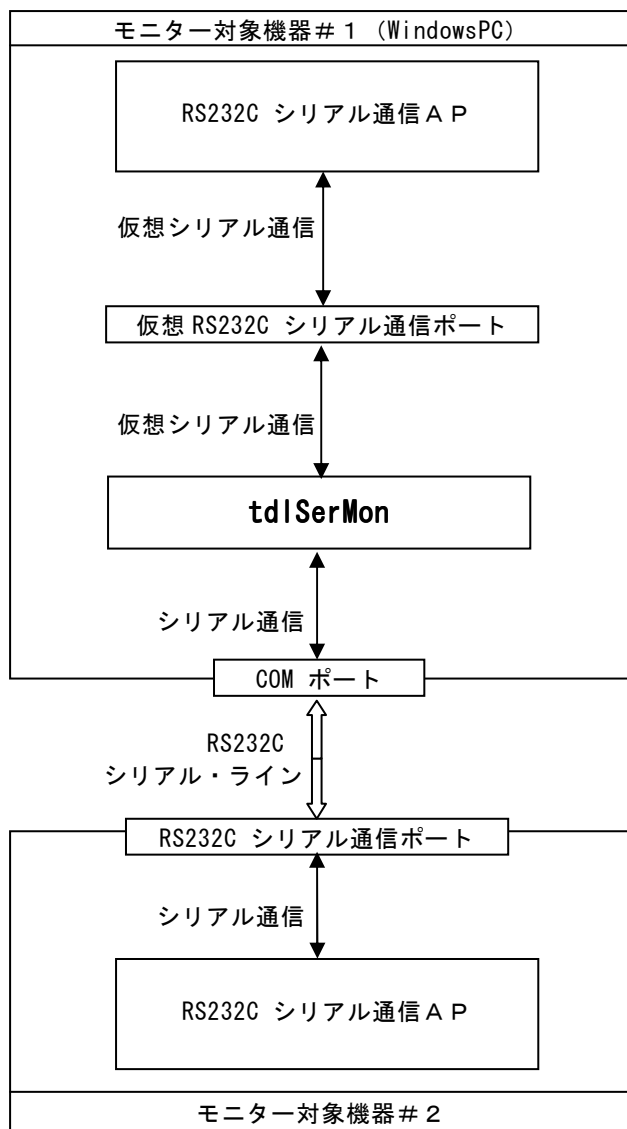 モニター対象機器＃１（WindowsPC）
RS232C シリアル通信ＡＰ
仮想シリアル通信
仮想 RS232C シリアル通信ポート
仮想シリアル通信
tdlSerMon
シリアル通信
COM ポート
RS232C
シリアル・ライン
RS232C シリアル通信ポート
シリアル通信
RS232C シリアル通信ＡＰ
モニター対象機器＃２